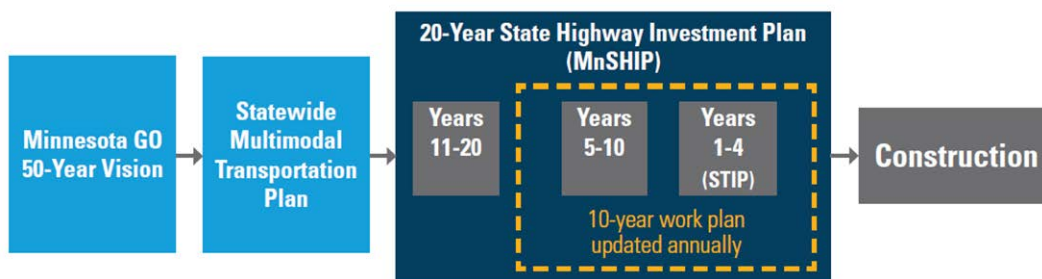 Minnesota GO
50-Year Vision
Statewide
Multimodal
Transportation
Plan
20-Year State Highway Investment Plan
(MnSHIP)
Years
11-20
Years
5-10
Years
1-4
(STIP)
10-year work plan
updated annually
Construction